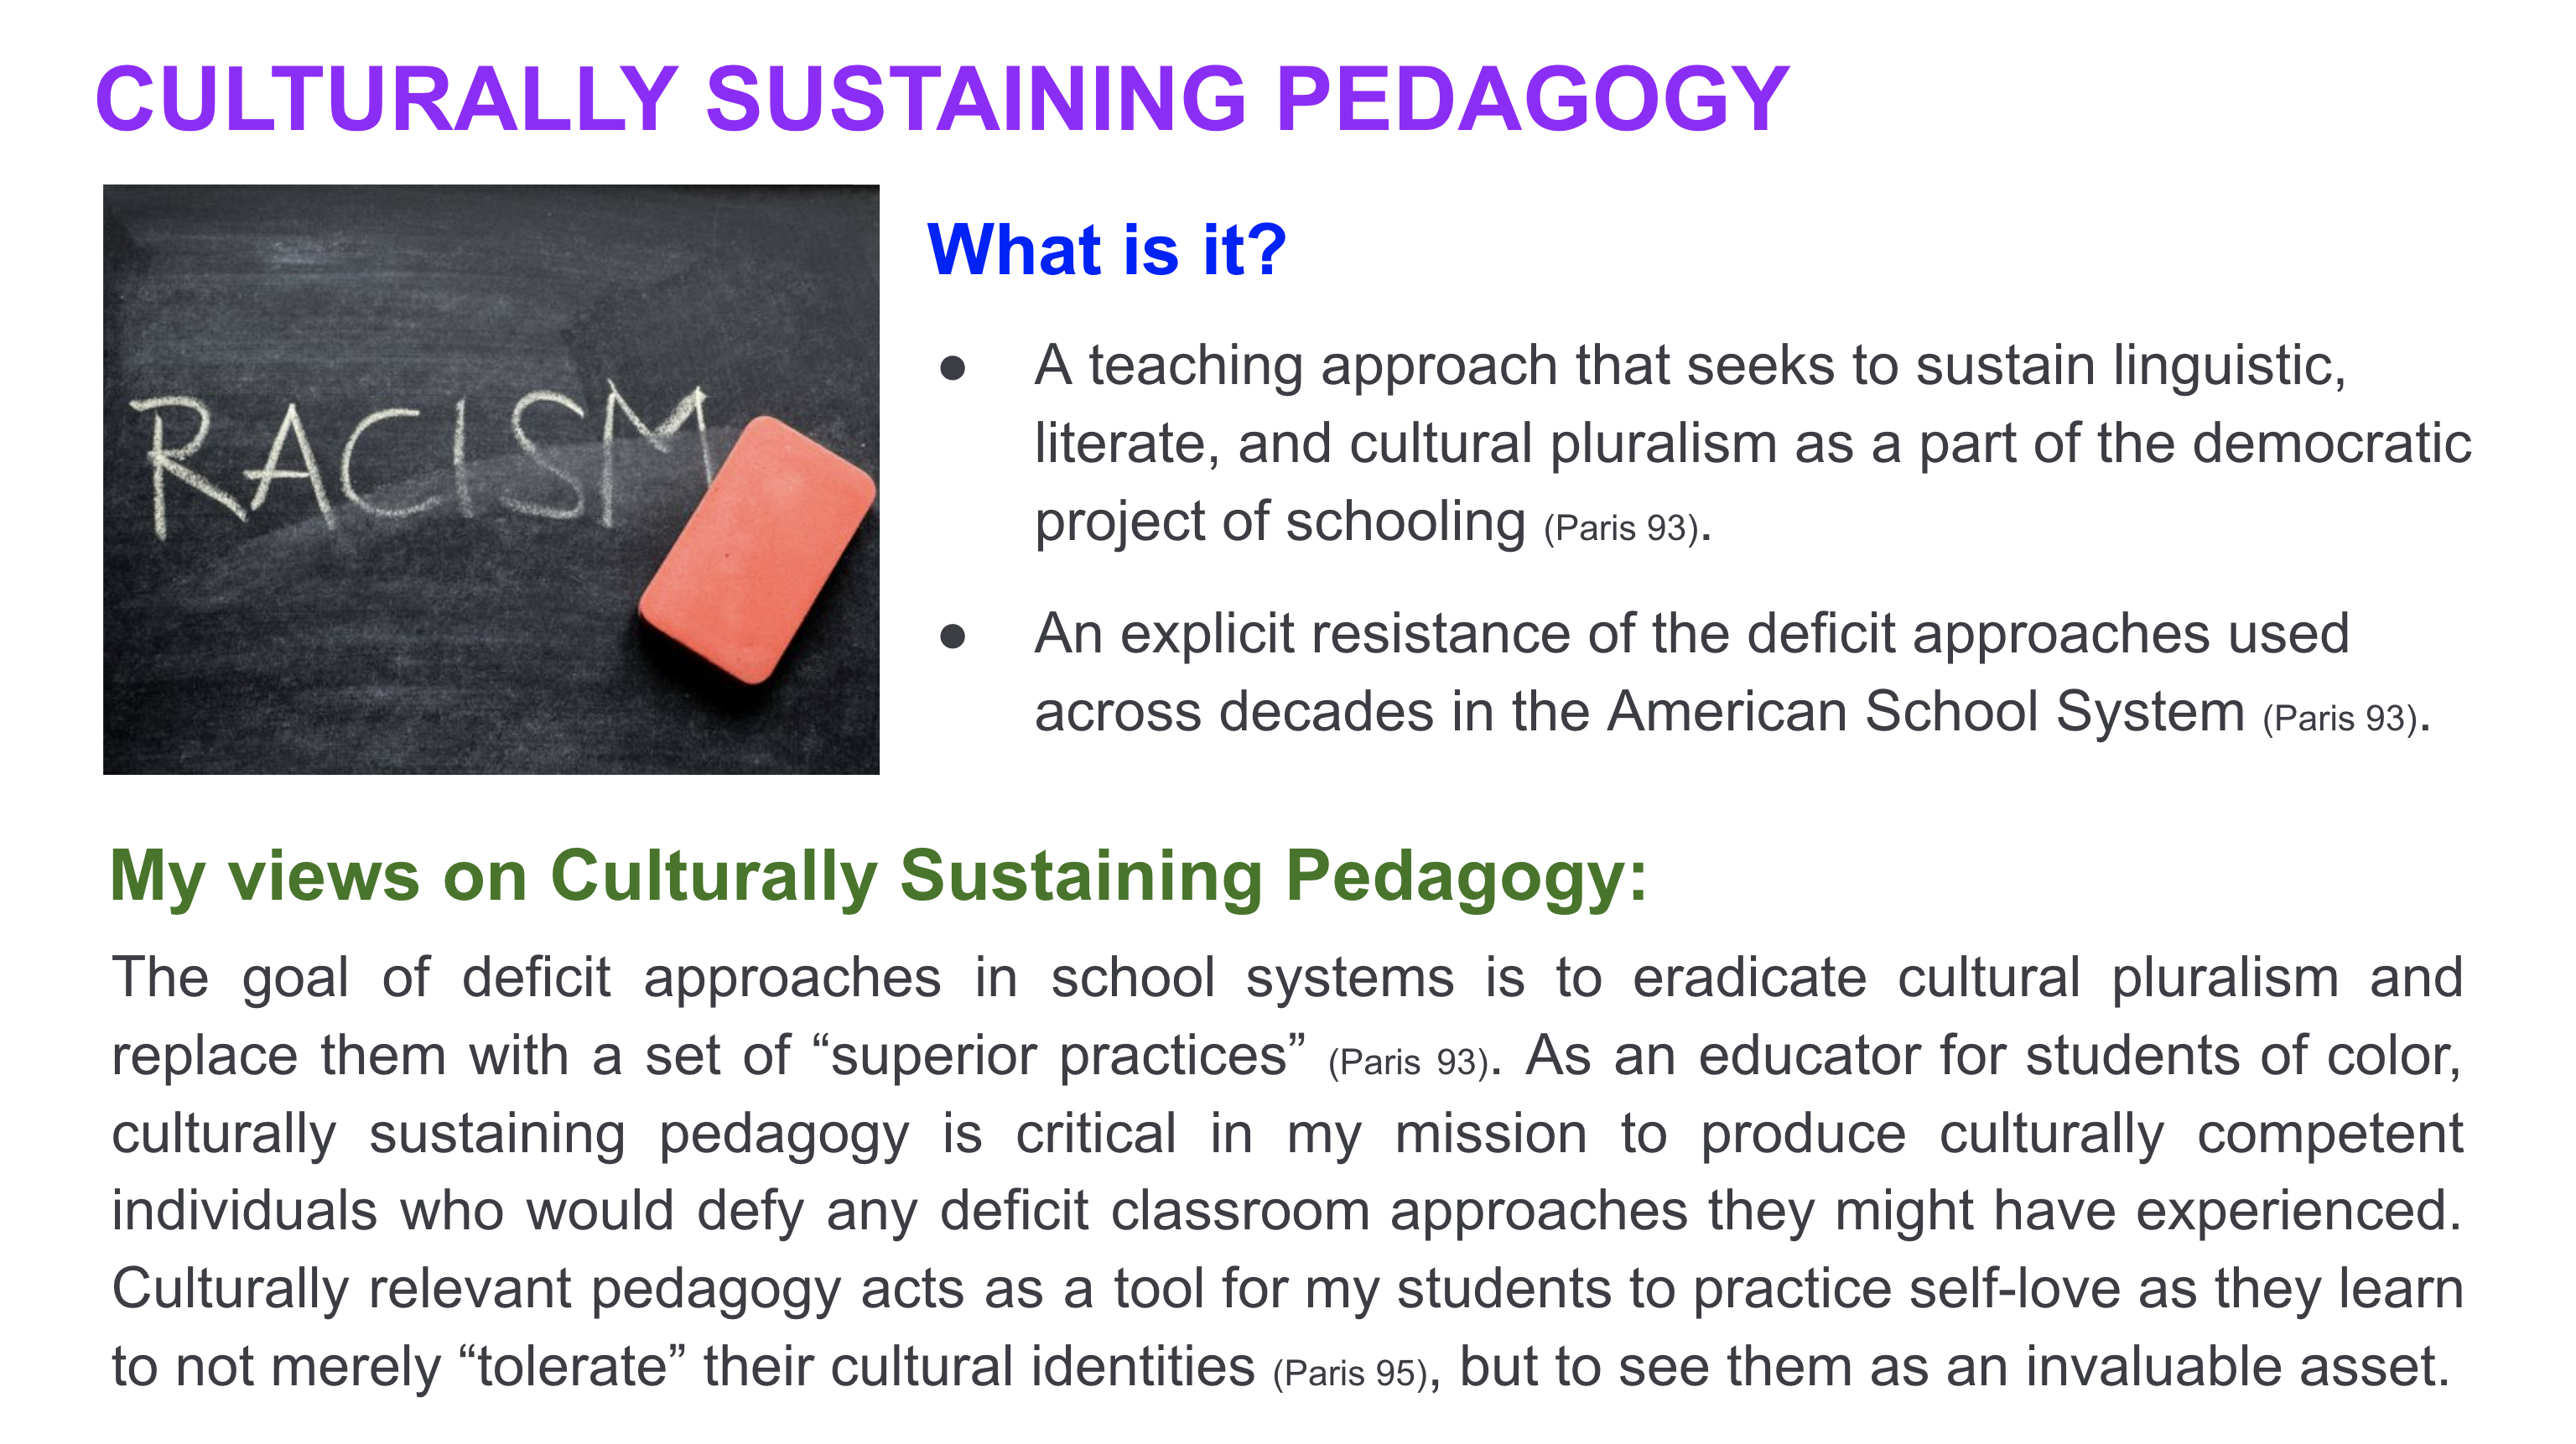 CULTURALLY SUSTAINING PEDAGOGY
RACISM
What is it?
● A teaching approach that seeks to sustain linguistic,
literate, and cultural pluralism as a part of the democratic
project of schooling (Paris 93).
● An explicit resistance of the deficit approaches used
across decades in the American School System (Paris 93).
My views on Culturally Sustaining Pedagogy:
The goal of deficit approaches in school systems is to eradicate cultural pluralism and
replace them with a set of “superior practices” (Paris 93). As an educator for students of color,
culturally sustaining pedagogy is critical in my mission to produce culturally competent
individuals who would defy any deficit classroom approaches they might have experienced.
Culturally relevant pedagogy acts as a tool for my students to practice self-love as they learn
to not merely “tolerate” their cultural identities (Paris 95), but to see them as an invaluable asset.